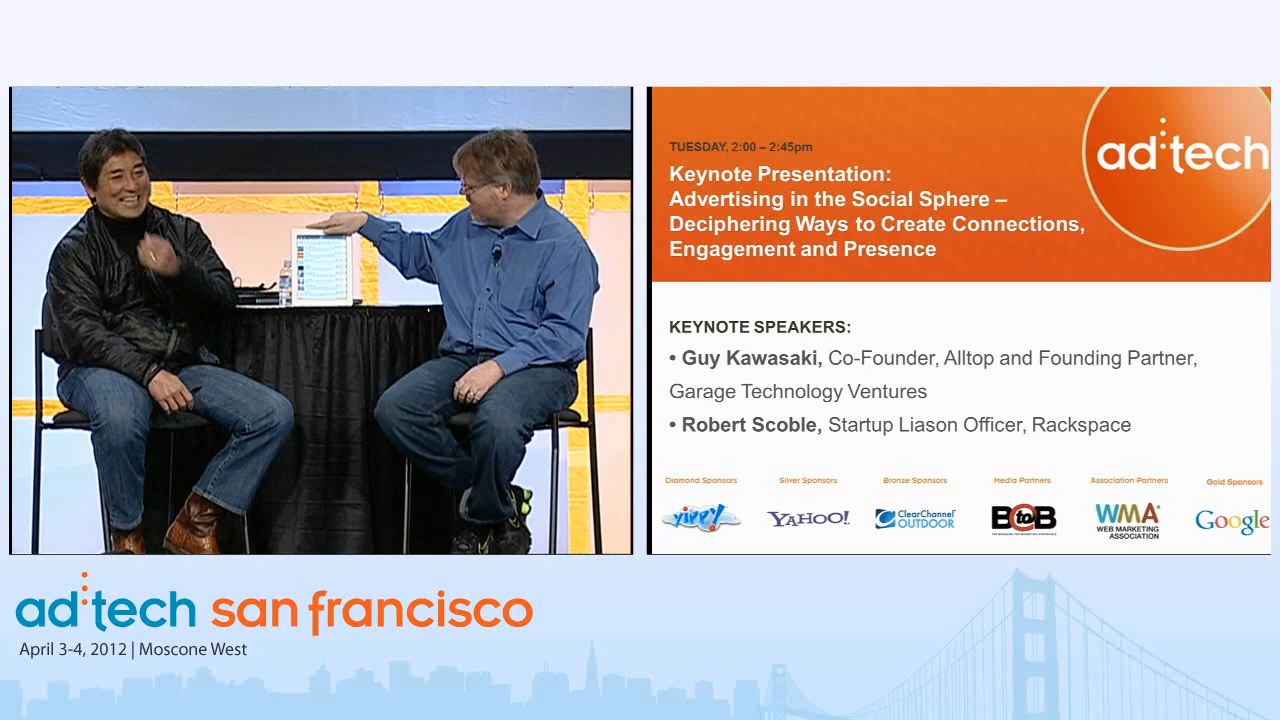 TUESDAY, 2:00 – 2:45pm
Keynote Presentation:
Advertising in the Social Sphere –
Deciphering Ways to Create Connections,
Engagement and Presence
ad:tech
KEYNOTE SPEAKERS:
• Guy Kawasaki, Co-Founder, Alltop and Founding Partner,
Garage Technology Ventures
• Robert Scoble, Startup Liason Officer, Rackspace
Diamond Sponsors
Silver Sponsors
Bronze Sponsors
Media Partners
Association Partners
Gold Sponsors
yippy
YAHOO!
ClearChannel
OUTDOOR
BtoB
WMA
WEB MARKETING
ASSOCIATION
Google
ad:tech san francisco
April 3-4, 2012 | Moscone West